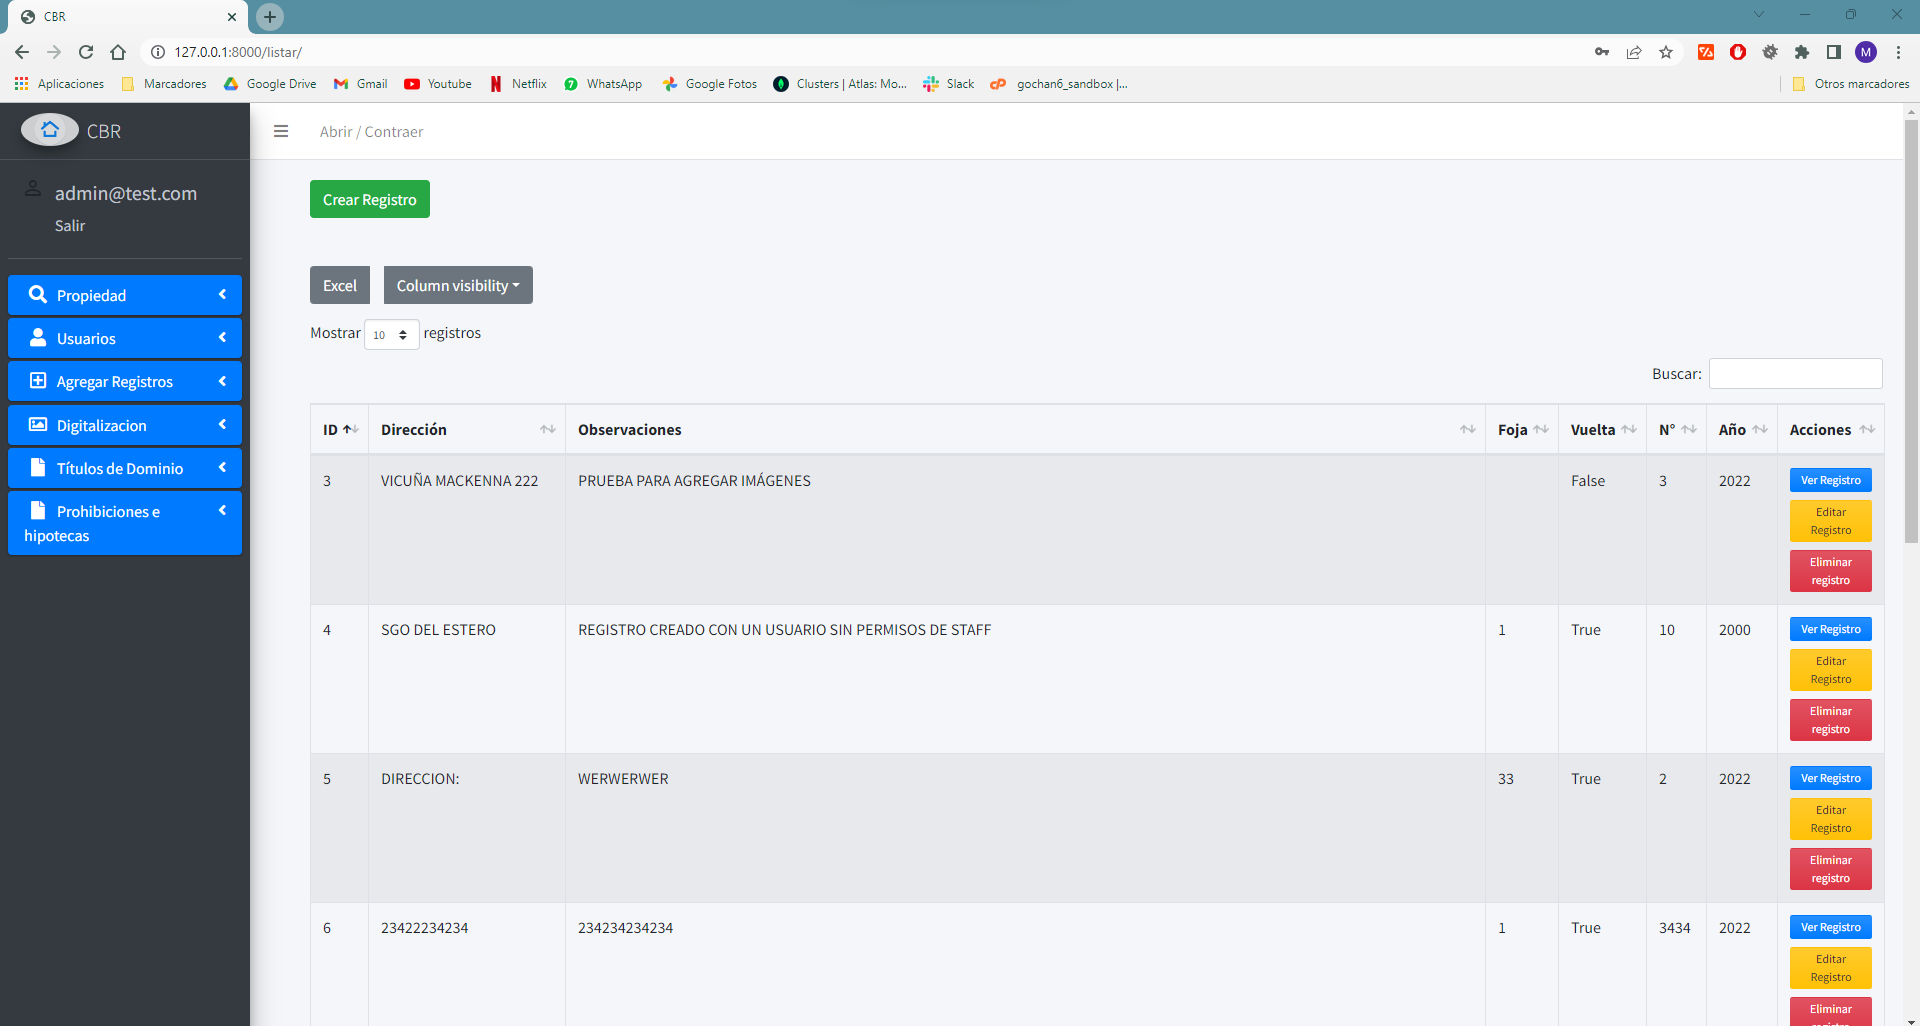 CBR
127.0.0.1:8000/listar/
M
Aplicaciones Marcadores Google Drive Gmail Youtube Netflix WhatsApp Google Fotos Clusters | Atlas: Mo... Slack gochan6_sandbox |... Otros marcadores
CBR
Abrir / Contraer
admin@test.com
Salir
Propiedad
Usuarios
Agregar Registros
Digitalizacion
Títulos de Dominio
Prohibiciones e
hipotecas
Crear Registro
Excel Column visibility
Mostrar 10 registros
Buscar:
ID Dirección Observaciones Foja Vuelta N° Año Acciones
3 VICUÑA MACKENNA 222 PRUEBA PARA AGREGAR IMÁGENES False 3 2022 Ver Registro
Editar
Registro
Eliminar
registro
4 SGO DEL ESTERO REGISTRO CREADO CON UN USUARIO SIN PERMISOS DE STAFF 1 True 10 2000 Ver Registro
Editar
Registro
Eliminar
registro
5 DIRECCION: WERWERWER 33 True 2 2022 Ver Registro
Editar
Registro
Eliminar
registro
6 23422234234 234234234234 1 True 3434 2022 Ver Registro
Editar
Registro
Eliminar
registro